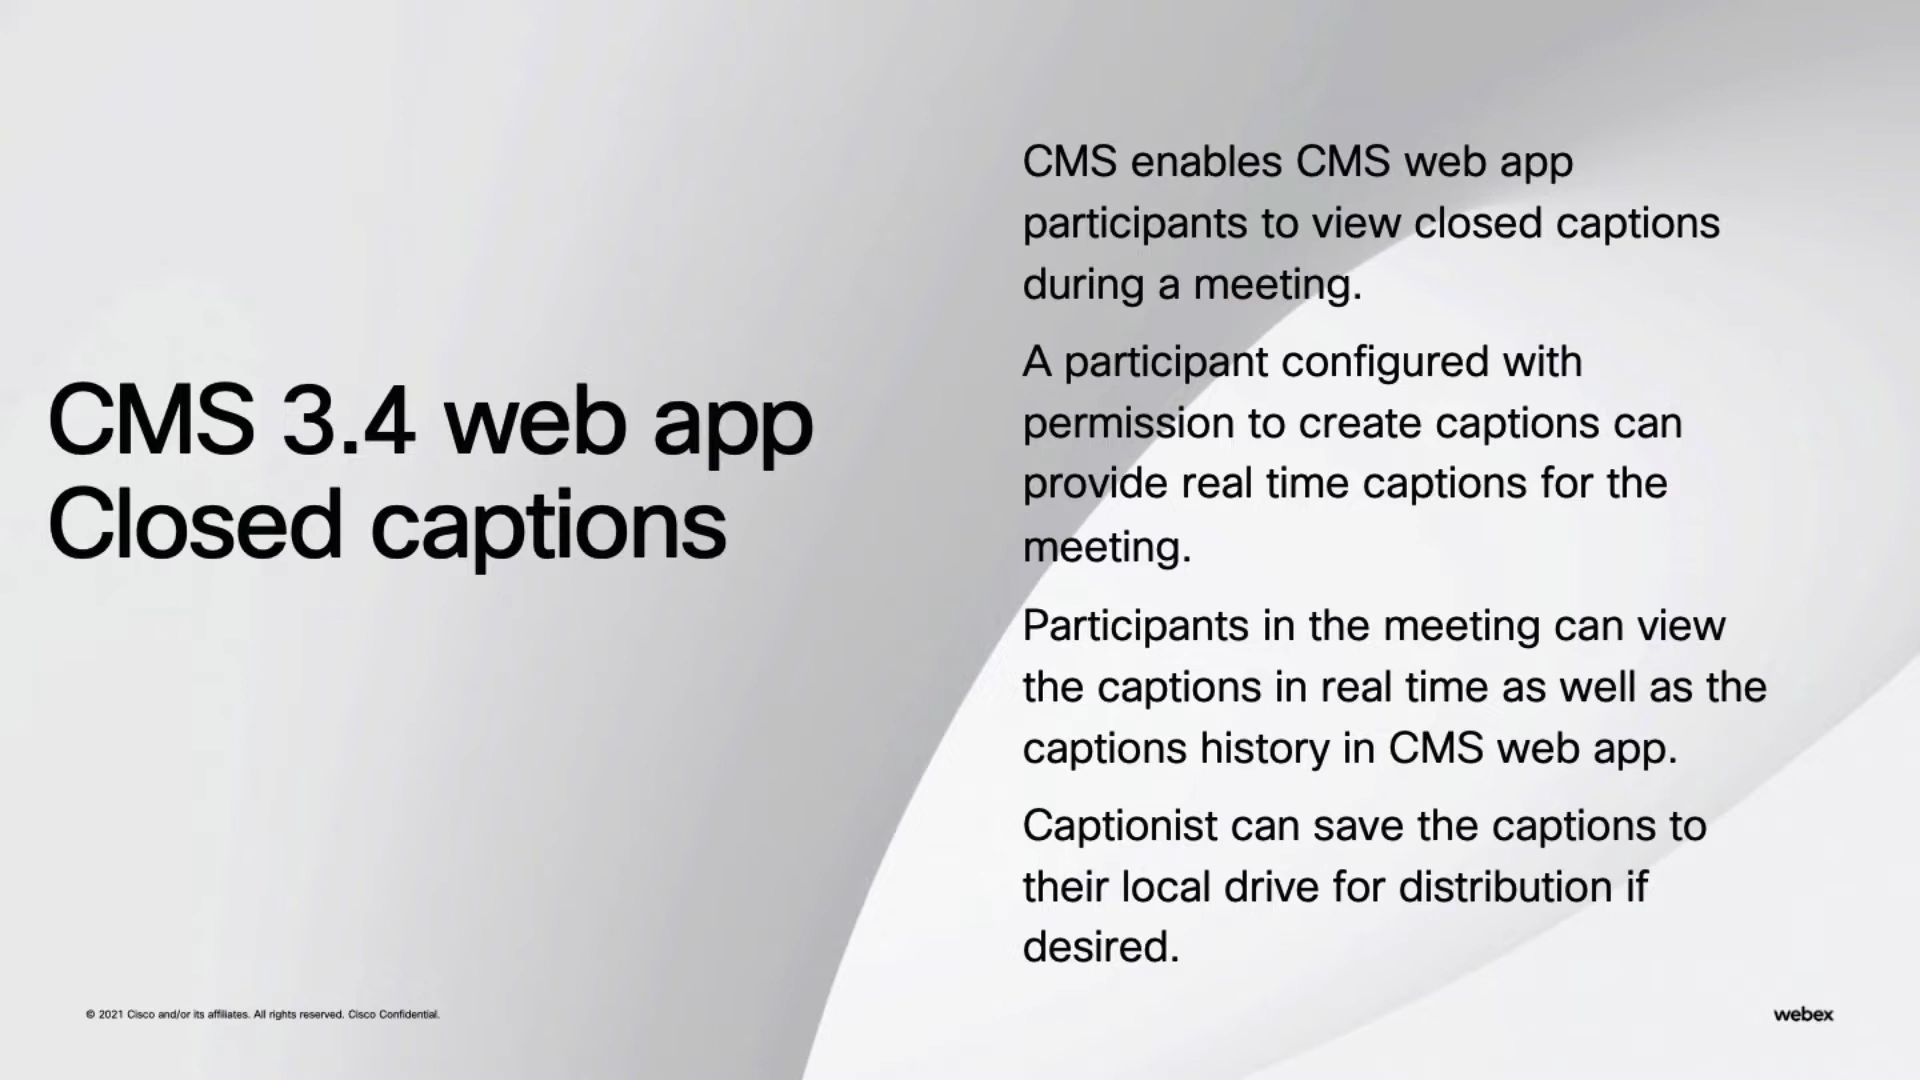 CMS 3.4 web app
Closed captions
CMS enables CMS web app
participants to view closed captions
during a meeting.
A participant configured with
permission to create captions can
provide real time captions for the
meeting.
Participants in the meeting can view
the captions in real time as well as the
captions history in CMS web app.
Captionist can save the captions to
their local drive for distribution if
desired.
© 2021 Cisco and/or its affiliates. All rights reserved. Cisco Confidential.
webex